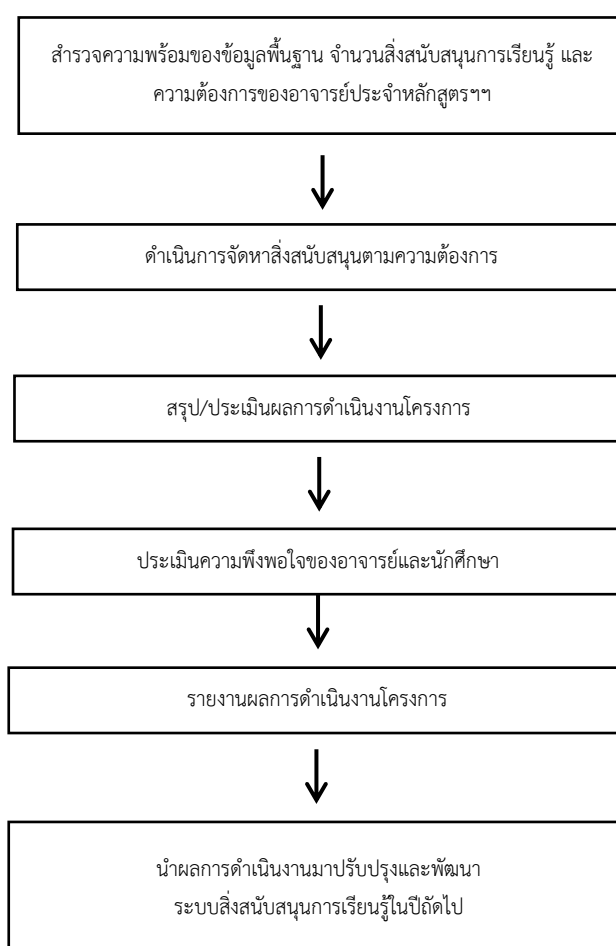 สำรวจความพร้อมของข้อมูลพื้นฐาน จำนวนสิ่งสนับสนุนการเรียนรู้ และ
ความต้องการของอาจารย์ประจำหลักสูตรฯฯ
ดำเนินการจัดหาสิ่งสนับสนุนตามความต้องการ
สรุป/ประเมินผลการดำเนินงานโครงการ
ประเมินความพึงพอใจของอาจารย์และนักศึกษา
รายงานผลการดำเนินงานโครงการ
นำผลการดำเนินงานมาปรับปรุงและพัฒนา
ระบบสิ่งสนับสนุนการเรียนรู้ในปีถัดไป